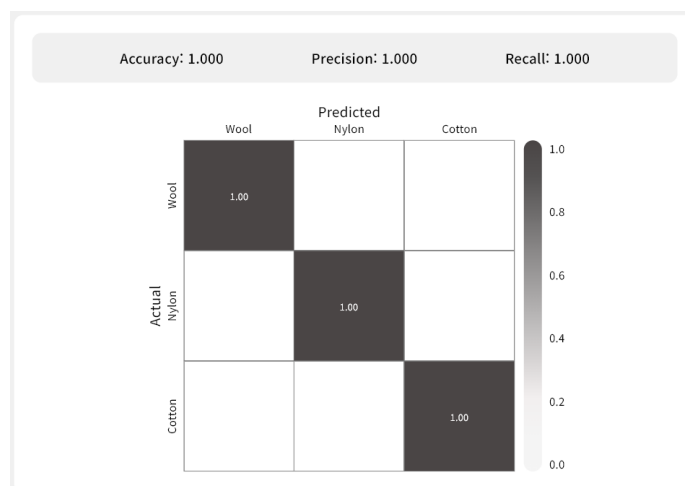 Accuracy: 1.000 Precision: 1.000 Recall: 1.000
Predicted
Wool Nylon Cotton
Actual
Wool
Nylon
Cotton
1.00
1.00
1.00
1.0
0.8
0.6
0.4
0.2
0.0